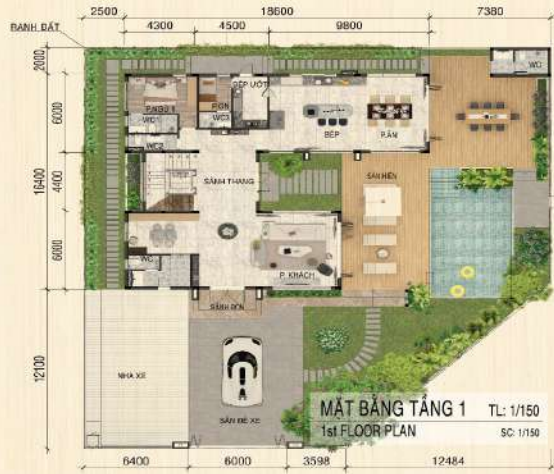 2500 18600 7380
4300 4500 9800
RANH ĐẤT
2000
6000
16400
4400
6000
12100
P.NGỦ 1
P.GN
BẾP ƯỚT
WC
WC1
WC3
WC2
BẾP
P.ĂN
SẢNH THANG
SÂN HIÊN
WC
P. KHÁCH
SẢNH ĐÓN
NHÀ XE
SÂN ĐỂ XE
MẶT BẰNG TẦNG 1 TL: 1/150
1st FLOOR PLAN SC: 1/150
6400 6000 3598 12484